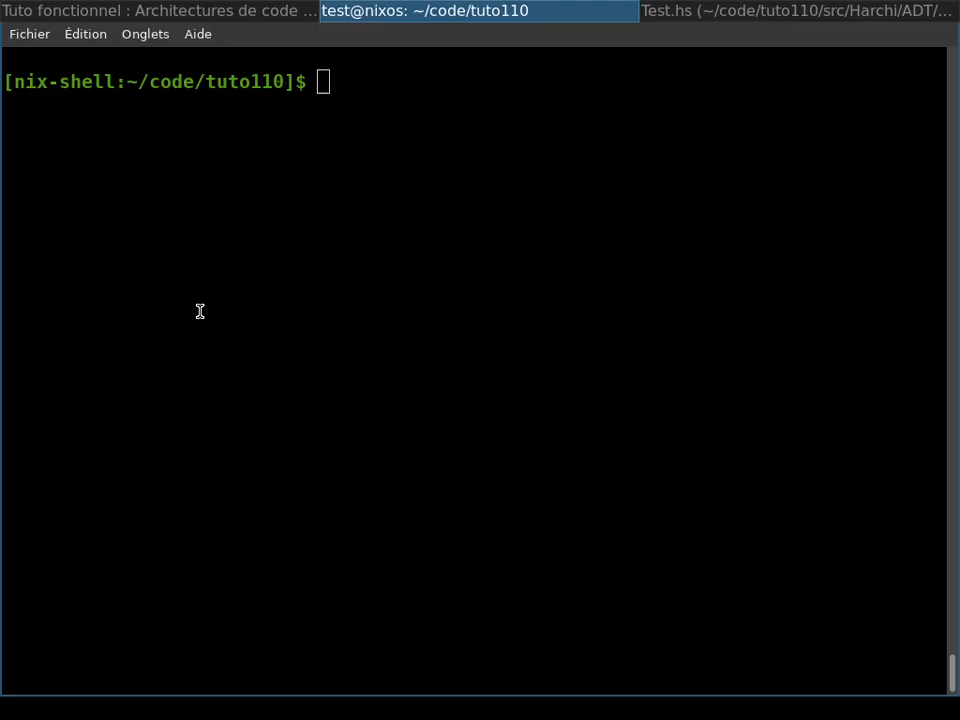 Tuto fonctionnel : Architectures de code ... test@nixos: ~/code/tuto110 Test.hs (~/code/tuto110/src/Harchi/ADT/...
Fichier Édition Onglets Aide
[nix-shell:~/code/tuto110]$